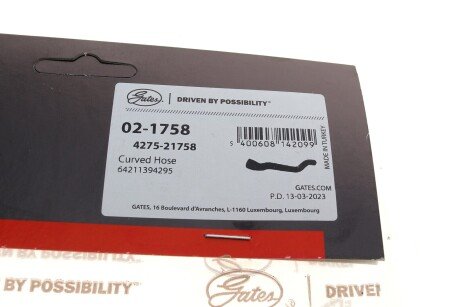 Gates DRIVEN BY POSSIBILITY™
02-1758
4275-21758
Curved Hose
64211394295
5 400608 142099
MADE IN TURKEY
GATES.COM
P.D. 13-03-2023
GATES, 16 Boulevard d'Avranches, L-1160 Luxembourg, Luxembourg
BY POSSIBILITY™
Gates DRIVEN